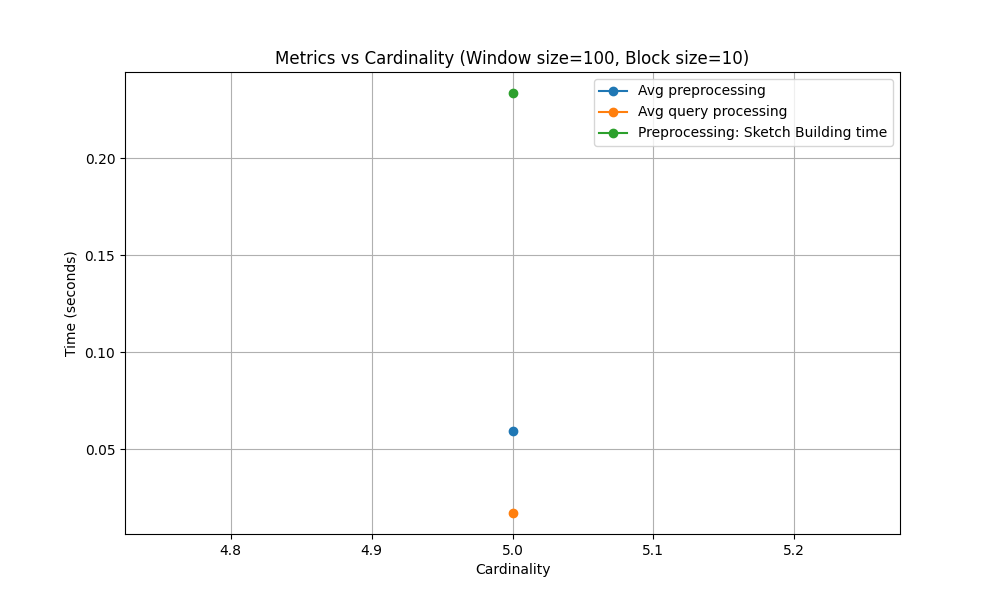 Metrics vs Cardinality (Window size=100, Block size=10)
Avg preprocessing
Avg query processing
Preprocessing: Sketch Building time
Time (seconds)
0.20
0.15
0.10
0.05
4.8
4.9
5.0
5.1
5.2
Cardinality